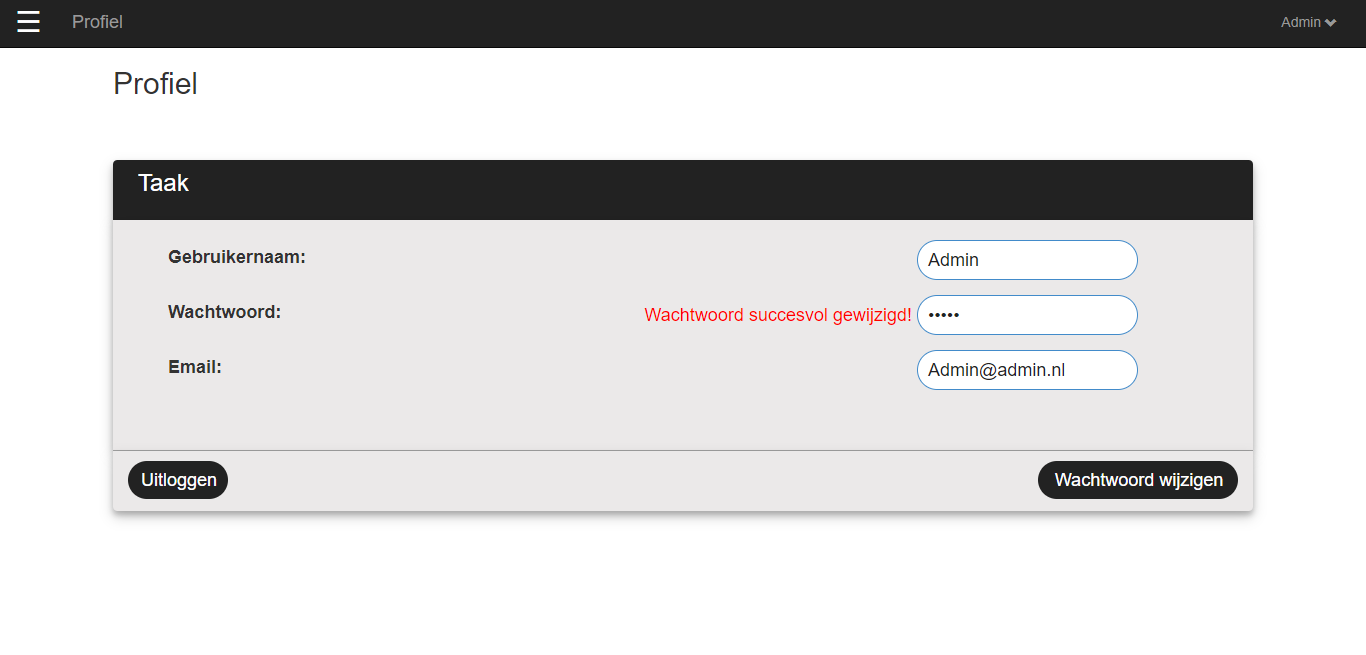 Profiel
Admin
Profiel
Taak
Gebruikernaam:
Admin
Wachtwoord:
Wachtwoord succesvol gewijzigd!
•••••
Email:
Admin@admin.nl
Uitloggen
Wachtwoord wijzigen